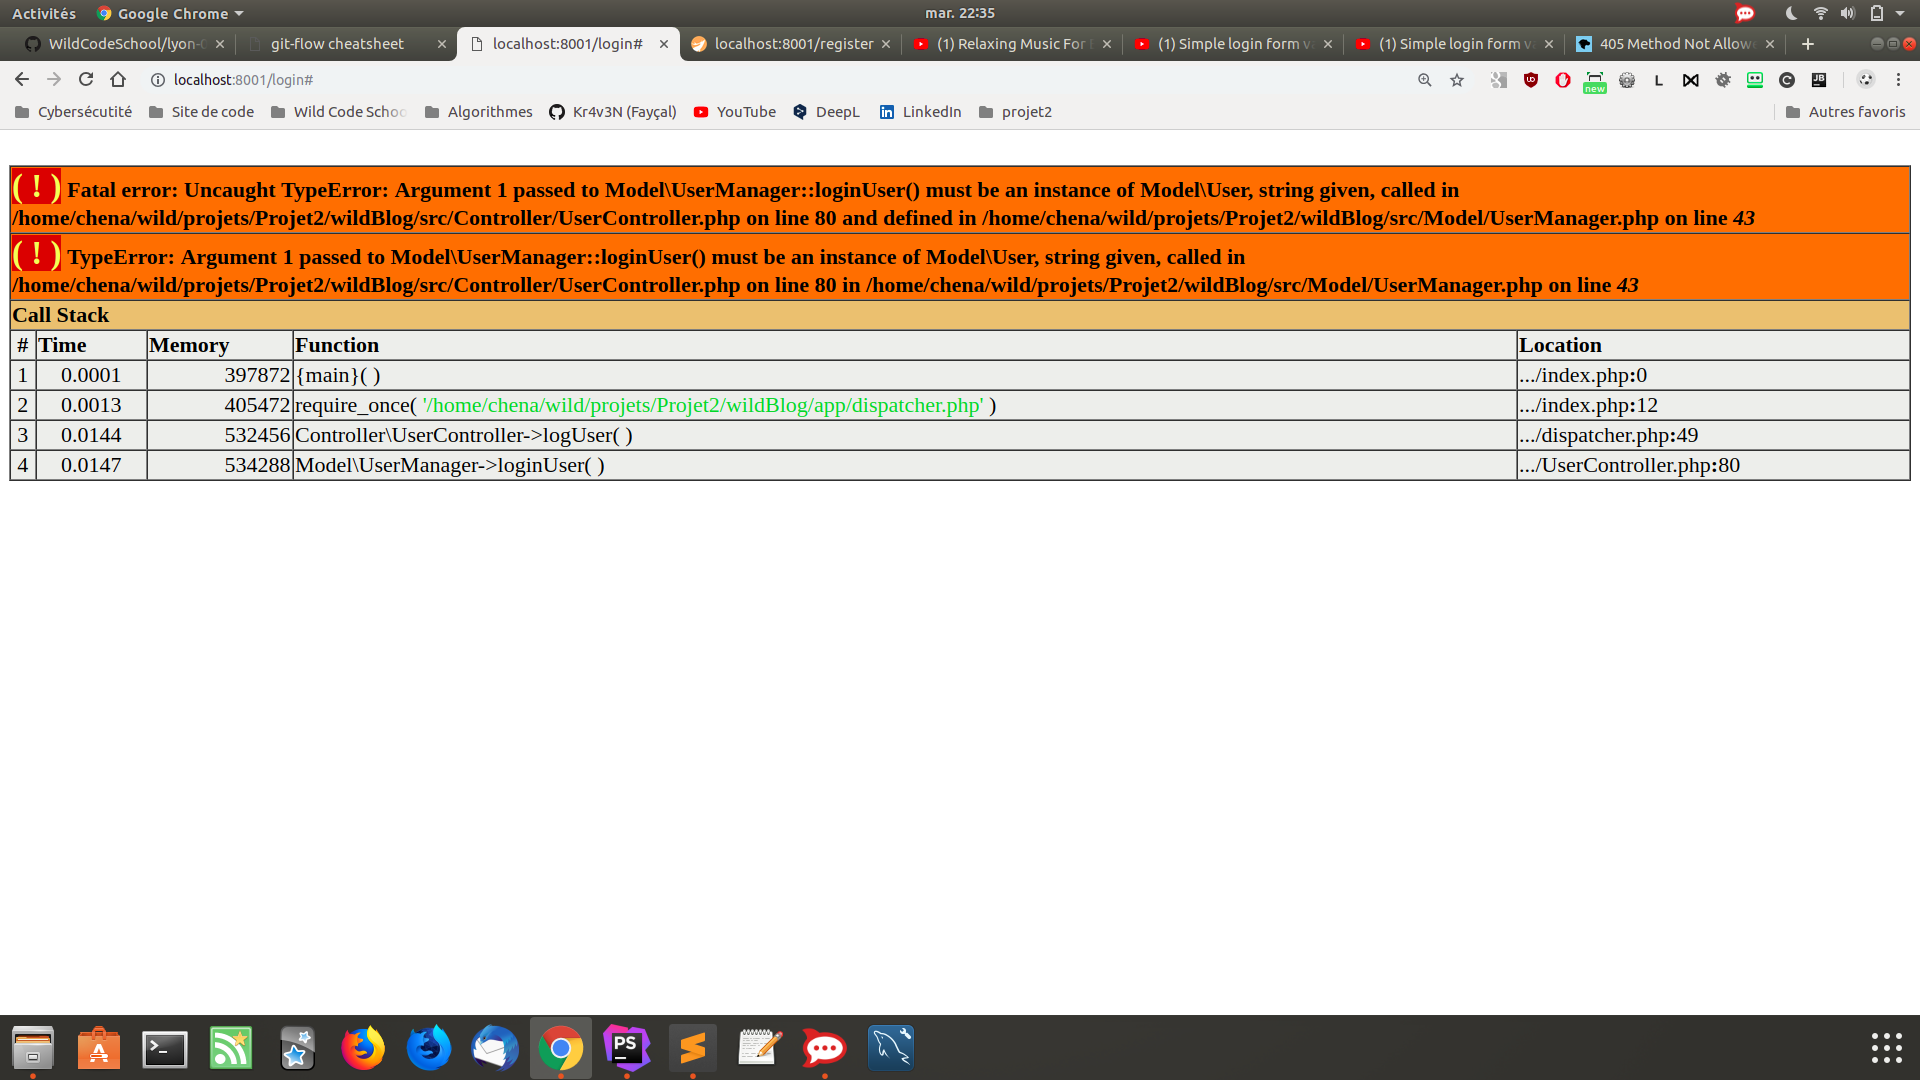 Activités Google Chrome mar. 22:35
WildCodeSchool/lyon- git-flow cheatsheet localhost:8001/login# localhost:8001/register (1) Relaxing Music For (1) Simple login form v (1) Simple login form v 405 Method Not Allow
localhost:8001/login#
new
Cybersécutité Site de code Wild Code Schoo Algorithmes Kr4v3N (Fayçal) YouTube DeepL LinkedIn projet2 Autres favoris
( ! ) Fatal error: Uncaught TypeError: Argument 1 passed to Model\UserManager::loginUser() must be an instance of Model\User, string given, called in
/home/chena/wild/projets/Projet2/wildBlog/src/Controller/UserController.php on line 80 and defined in /home/chena/wild/projets/Projet2/wildBlog/src/Model/UserManager.php on line 43
( ! ) TypeError: Argument 1 passed to Model\UserManager::loginUser() must be an instance of Model\User, string given, called in
/home/chena/wild/projets/Projet2/wildBlog/src/Controller/UserController.php on line 80 in /home/chena/wild/projets/Projet2/wildBlog/src/Model/UserManager.php on line 43
Call Stack
# Time Memory Function Location
1 0.0001 397872 {main}( ) .../index.php:0
2 0.0013 405472 require_once( '/home/chena/wild/projets/Projet2/wildBlog/app/dispatcher.php' ) .../index.php:12
3 0.0144 532456 Controller\UserController->logUser( ) .../dispatcher.php:49
4 0.0147 534288 Model\UserManager->loginUser( ) .../UserController.php:80
PS